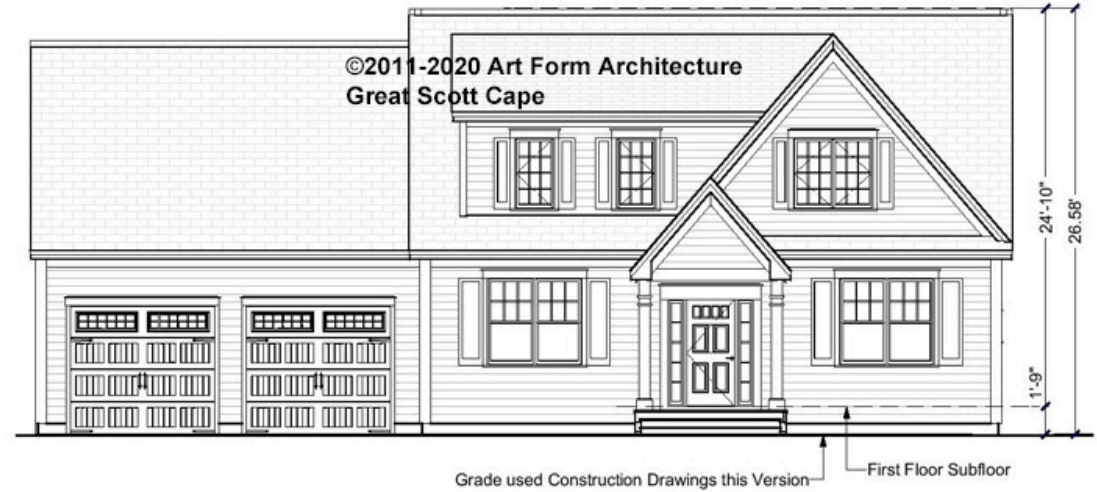 ©2011-2020 Art Form Architecture
Great Scott Cape
24'-10"
26.58'
1'-9"
First Floor Subfloor
Grade used Construction Drawings this Version